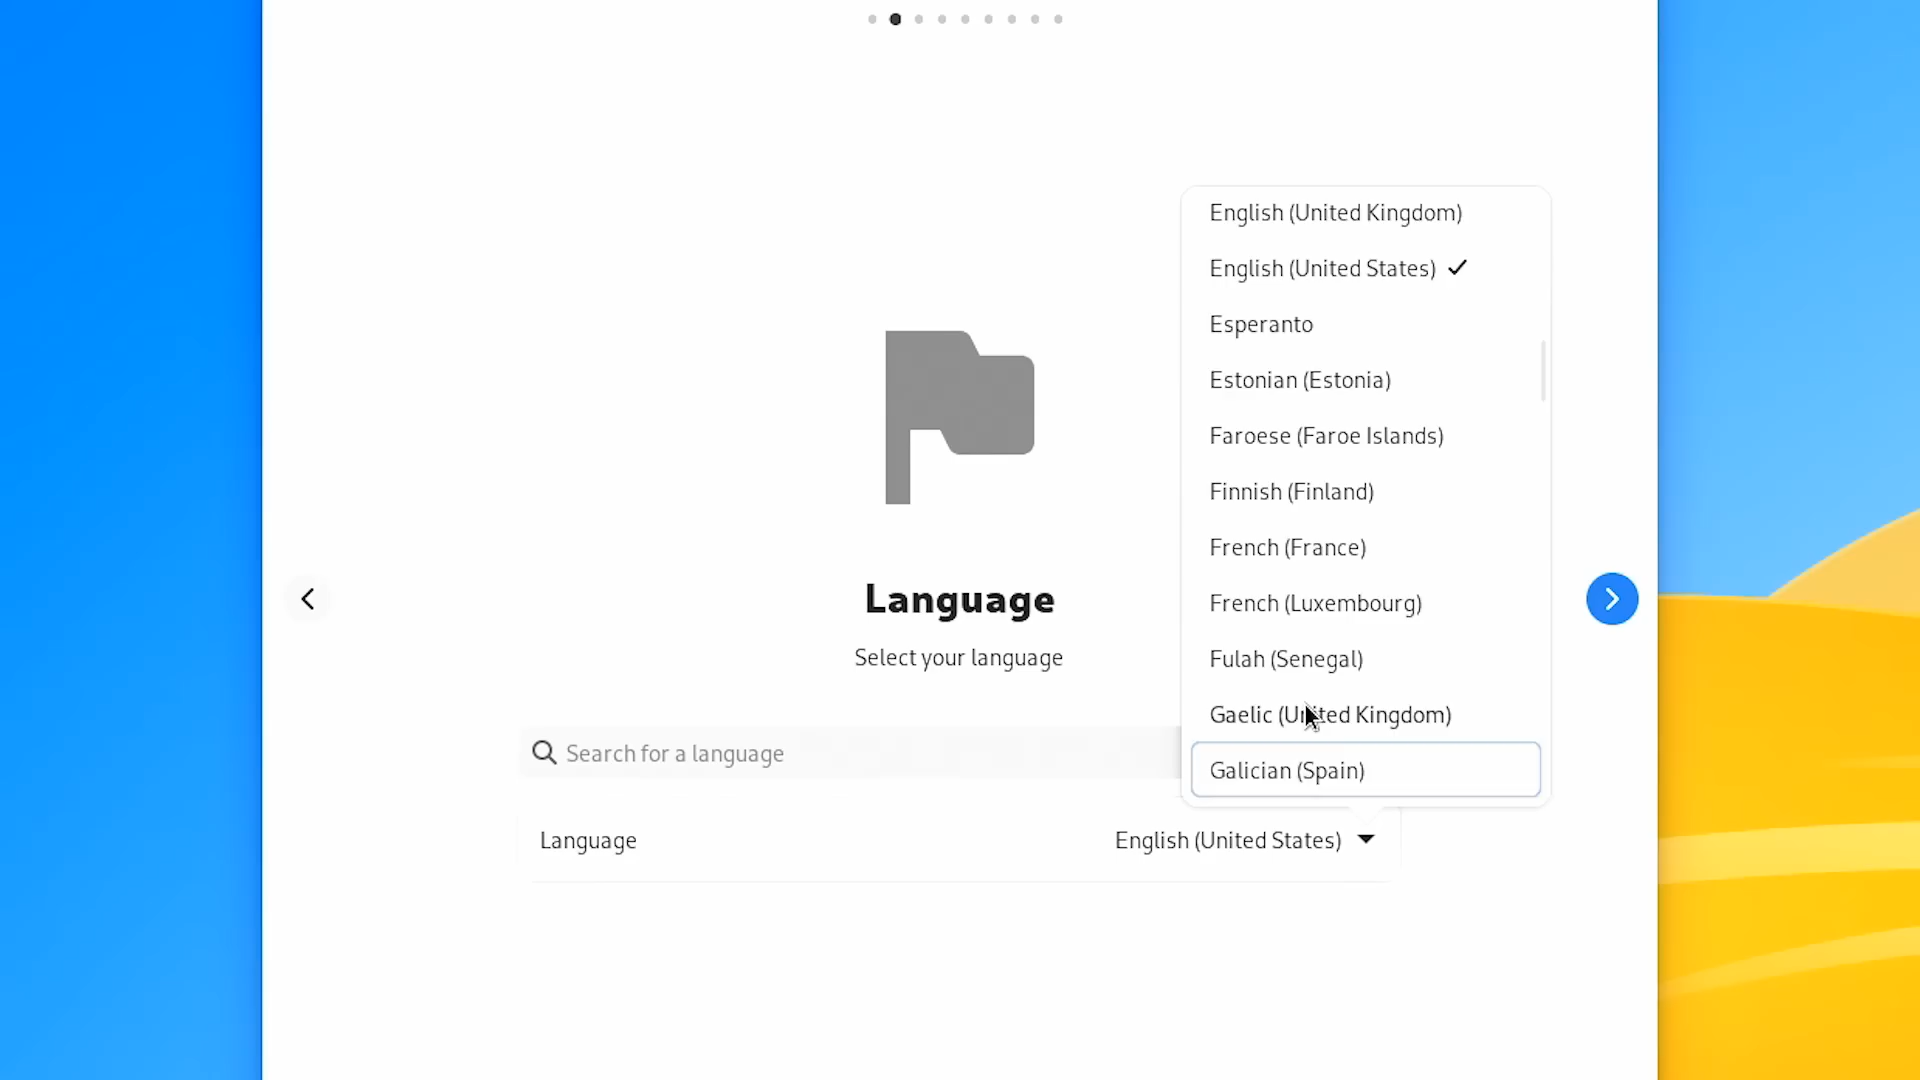 English (United Kingdom)
English (United States)
Esperanto
Estonian (Estonia)
Faroese (Faroe Islands)
Finnish (Finland)
French (France)
French (Luxembourg)
Fulah (Senegal)
Gaelic (United Kingdom)
Galician (Spain)
Language
Select your language
Search for a language
Language English (United States)